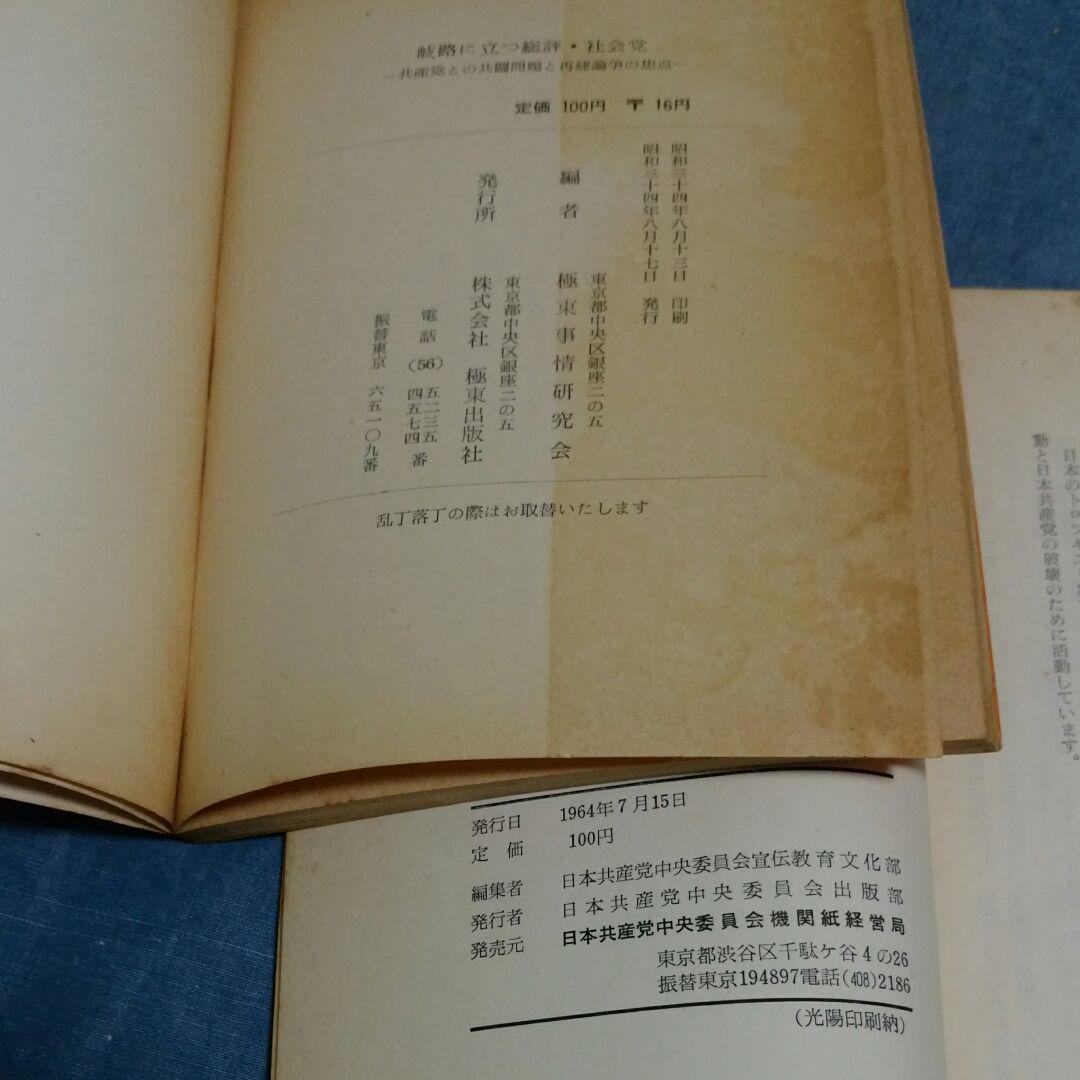 岐路に立つ総評・社会党
―共産党との共闘問題と再建論争の焦点―
定価 100円 〒 16円
昭和三十四年八月十三日 印刷
昭和三十四年八月十七日 発行
東京都中央区銀座二の五
編者 極東事情研究会
東京都中央区銀座二の五
発行所 株式会社 極東出版社
電話 (56) 五二三五
四五七四 番
振替東京 六五一〇九番
乱丁落丁の際はお取替いたします
発行日 1964年7月15日
定価 100円
編集者 日本共産党中央委員会宣伝教育文化部
発行者 日本共産党中央委員会出版部
発売元 日本共産党中央委員会機関紙経営局
東京都渋谷区千駄ケ谷4の26
振替東京194897電話(408)2186
(光陽印刷納)
日本のトロツキス
動と日本共産党の破壊のために活動しています。